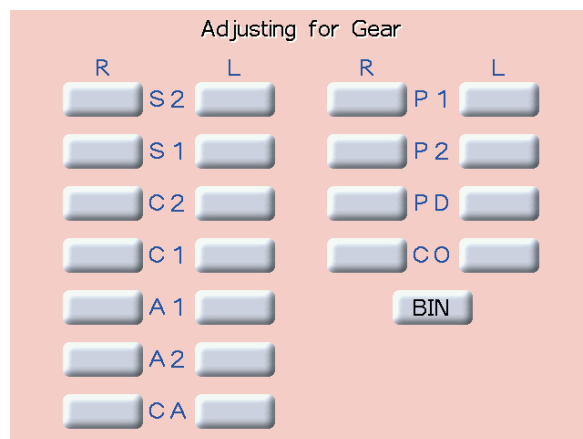 Adjusting for Gear
R L R L
S2 P1
S1 P2
C2 PD
C1 CO
A1 BIN
A2
CA